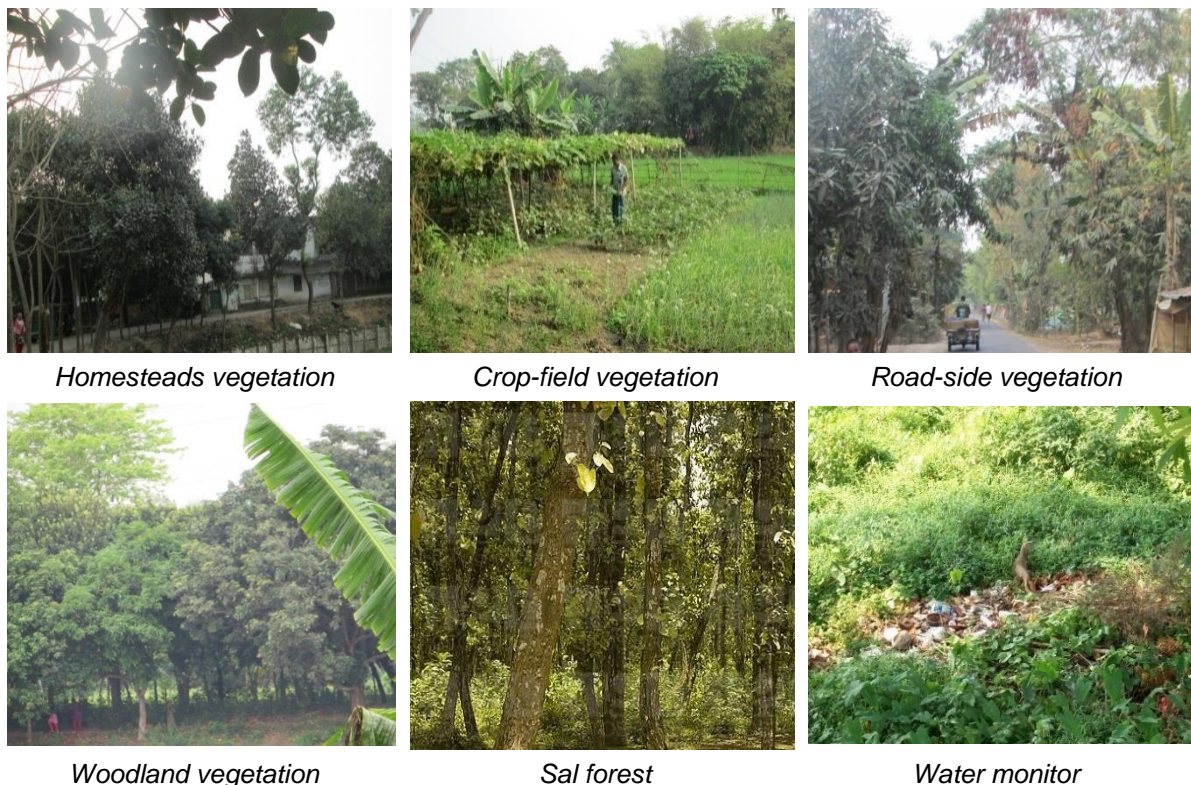 Homesteads vegetation
Crop-field vegetation
Road-side vegetation
Woodland vegetation
Sal forest
Water monitor